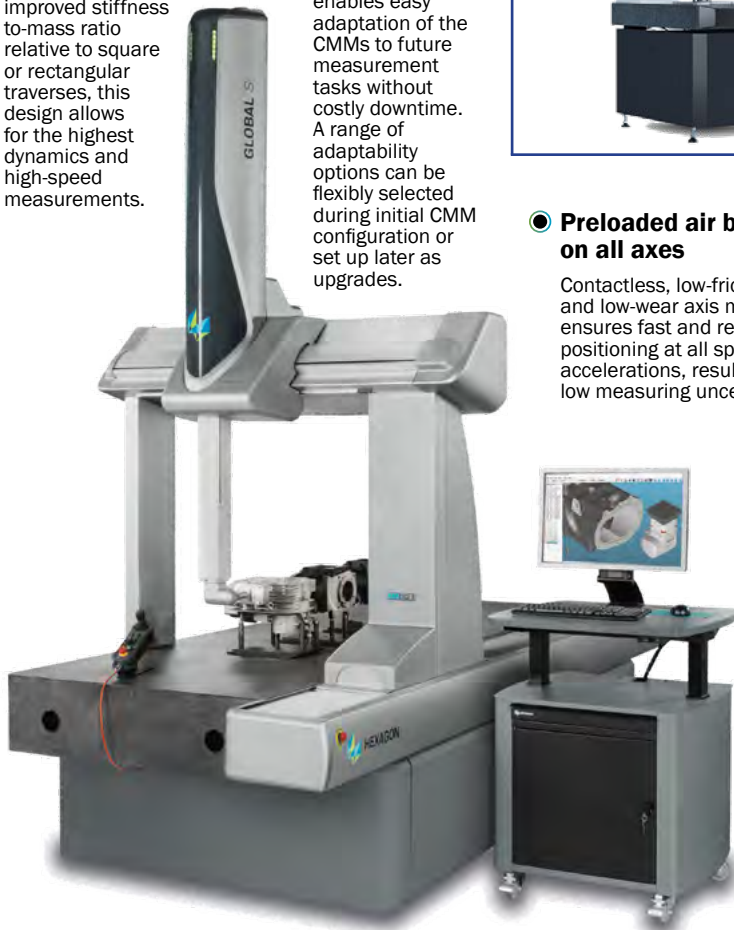 improved stiffness
to-mass ratio
relative to square
or rectangular
traverses, this
design allows
for the highest
dynamics and
high-speed
measurements.
enables easy
adaptation of the
CMMs to future
measurement
tasks without
costly downtime.
A range of
adaptability
options can be
flexibly selected
during initial CMM
configuration or
set up later as
upgrades.
Preloaded air b
on all axes
Contactless, low-fric
and low-wear axis m
ensures fast and re
positioning at all sp
accelerations, result
low measuring unce
GLOBAL S
HEXAGON